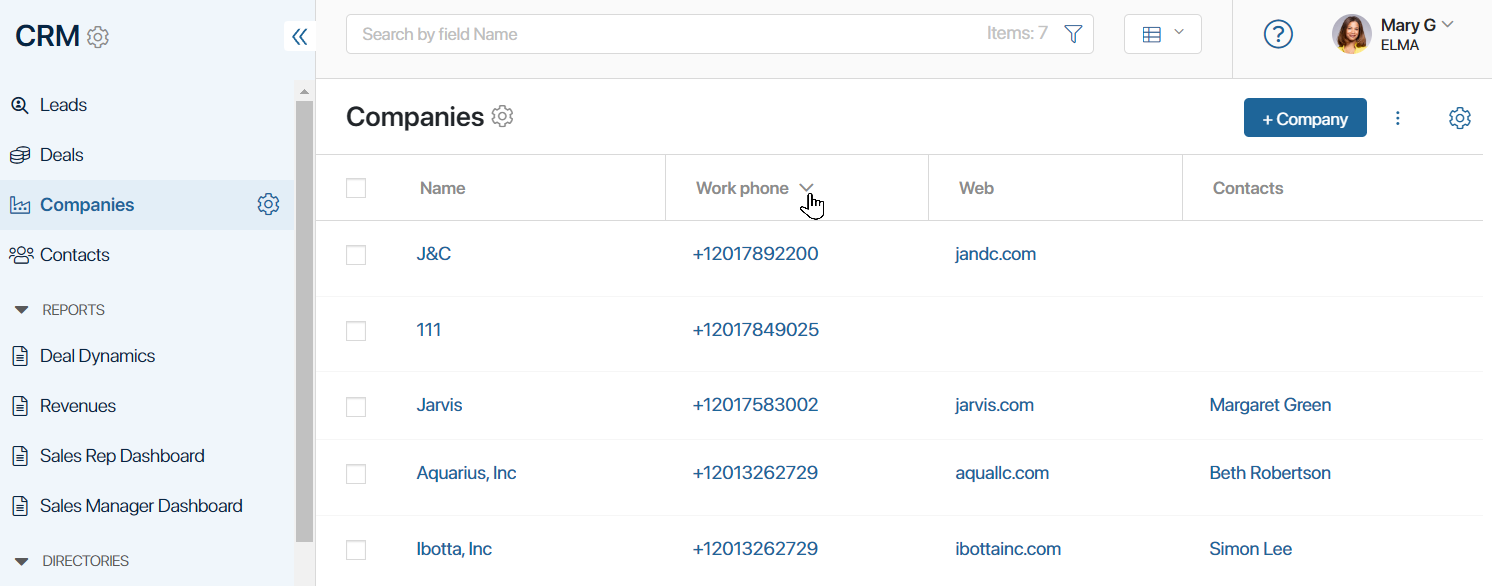 CRM
Leads
Deals
Companies
Contacts
REPORTS
Deal Dynamics
Revenues
Sales Rep Dashboard
Sales Manager Dashboard
DIRECTORIES
Search by field Name Items: 7
? Mary G
ELMA
Companies
+ Company
Name Work phone Web Contacts
J&C +12017892200 jandc.com
111 +12017849025
Jarvis +12017583002 jarvis.com Margaret Green
Aquarius, Inc +12013262729 aquallc.com Beth Robertson
Ibotta, Inc +12013262729 ibottainc.com Simon Lee